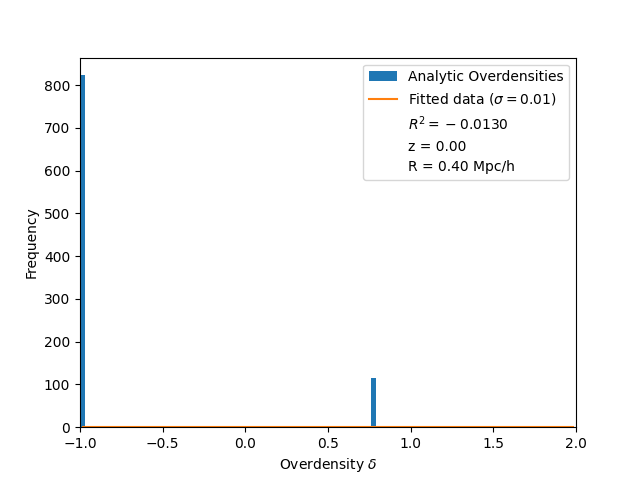 Analytic Overdensities
Fitted data (σ = 0.01)
R² = −0.0130
z = 0.00
R = 0.40 Mpc/h
800
700
600
500
400
300
200
100
0
Frequency
−1.0 −0.5 0.0 0.5 1.0 1.5 2.0
Overdensity δ